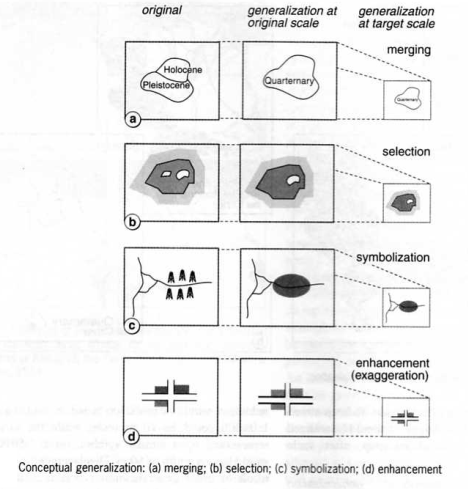 original
generalization at original scale
generalization at target scale
merging
Holocene
Pleistocene
Quarternary
Quarternary
a
selection
b
symbolization
c
enhancement
(exaggeration)
d
Conceptual generalization: (a) merging; (b) selection; (c) symbolization; (d) enhancement